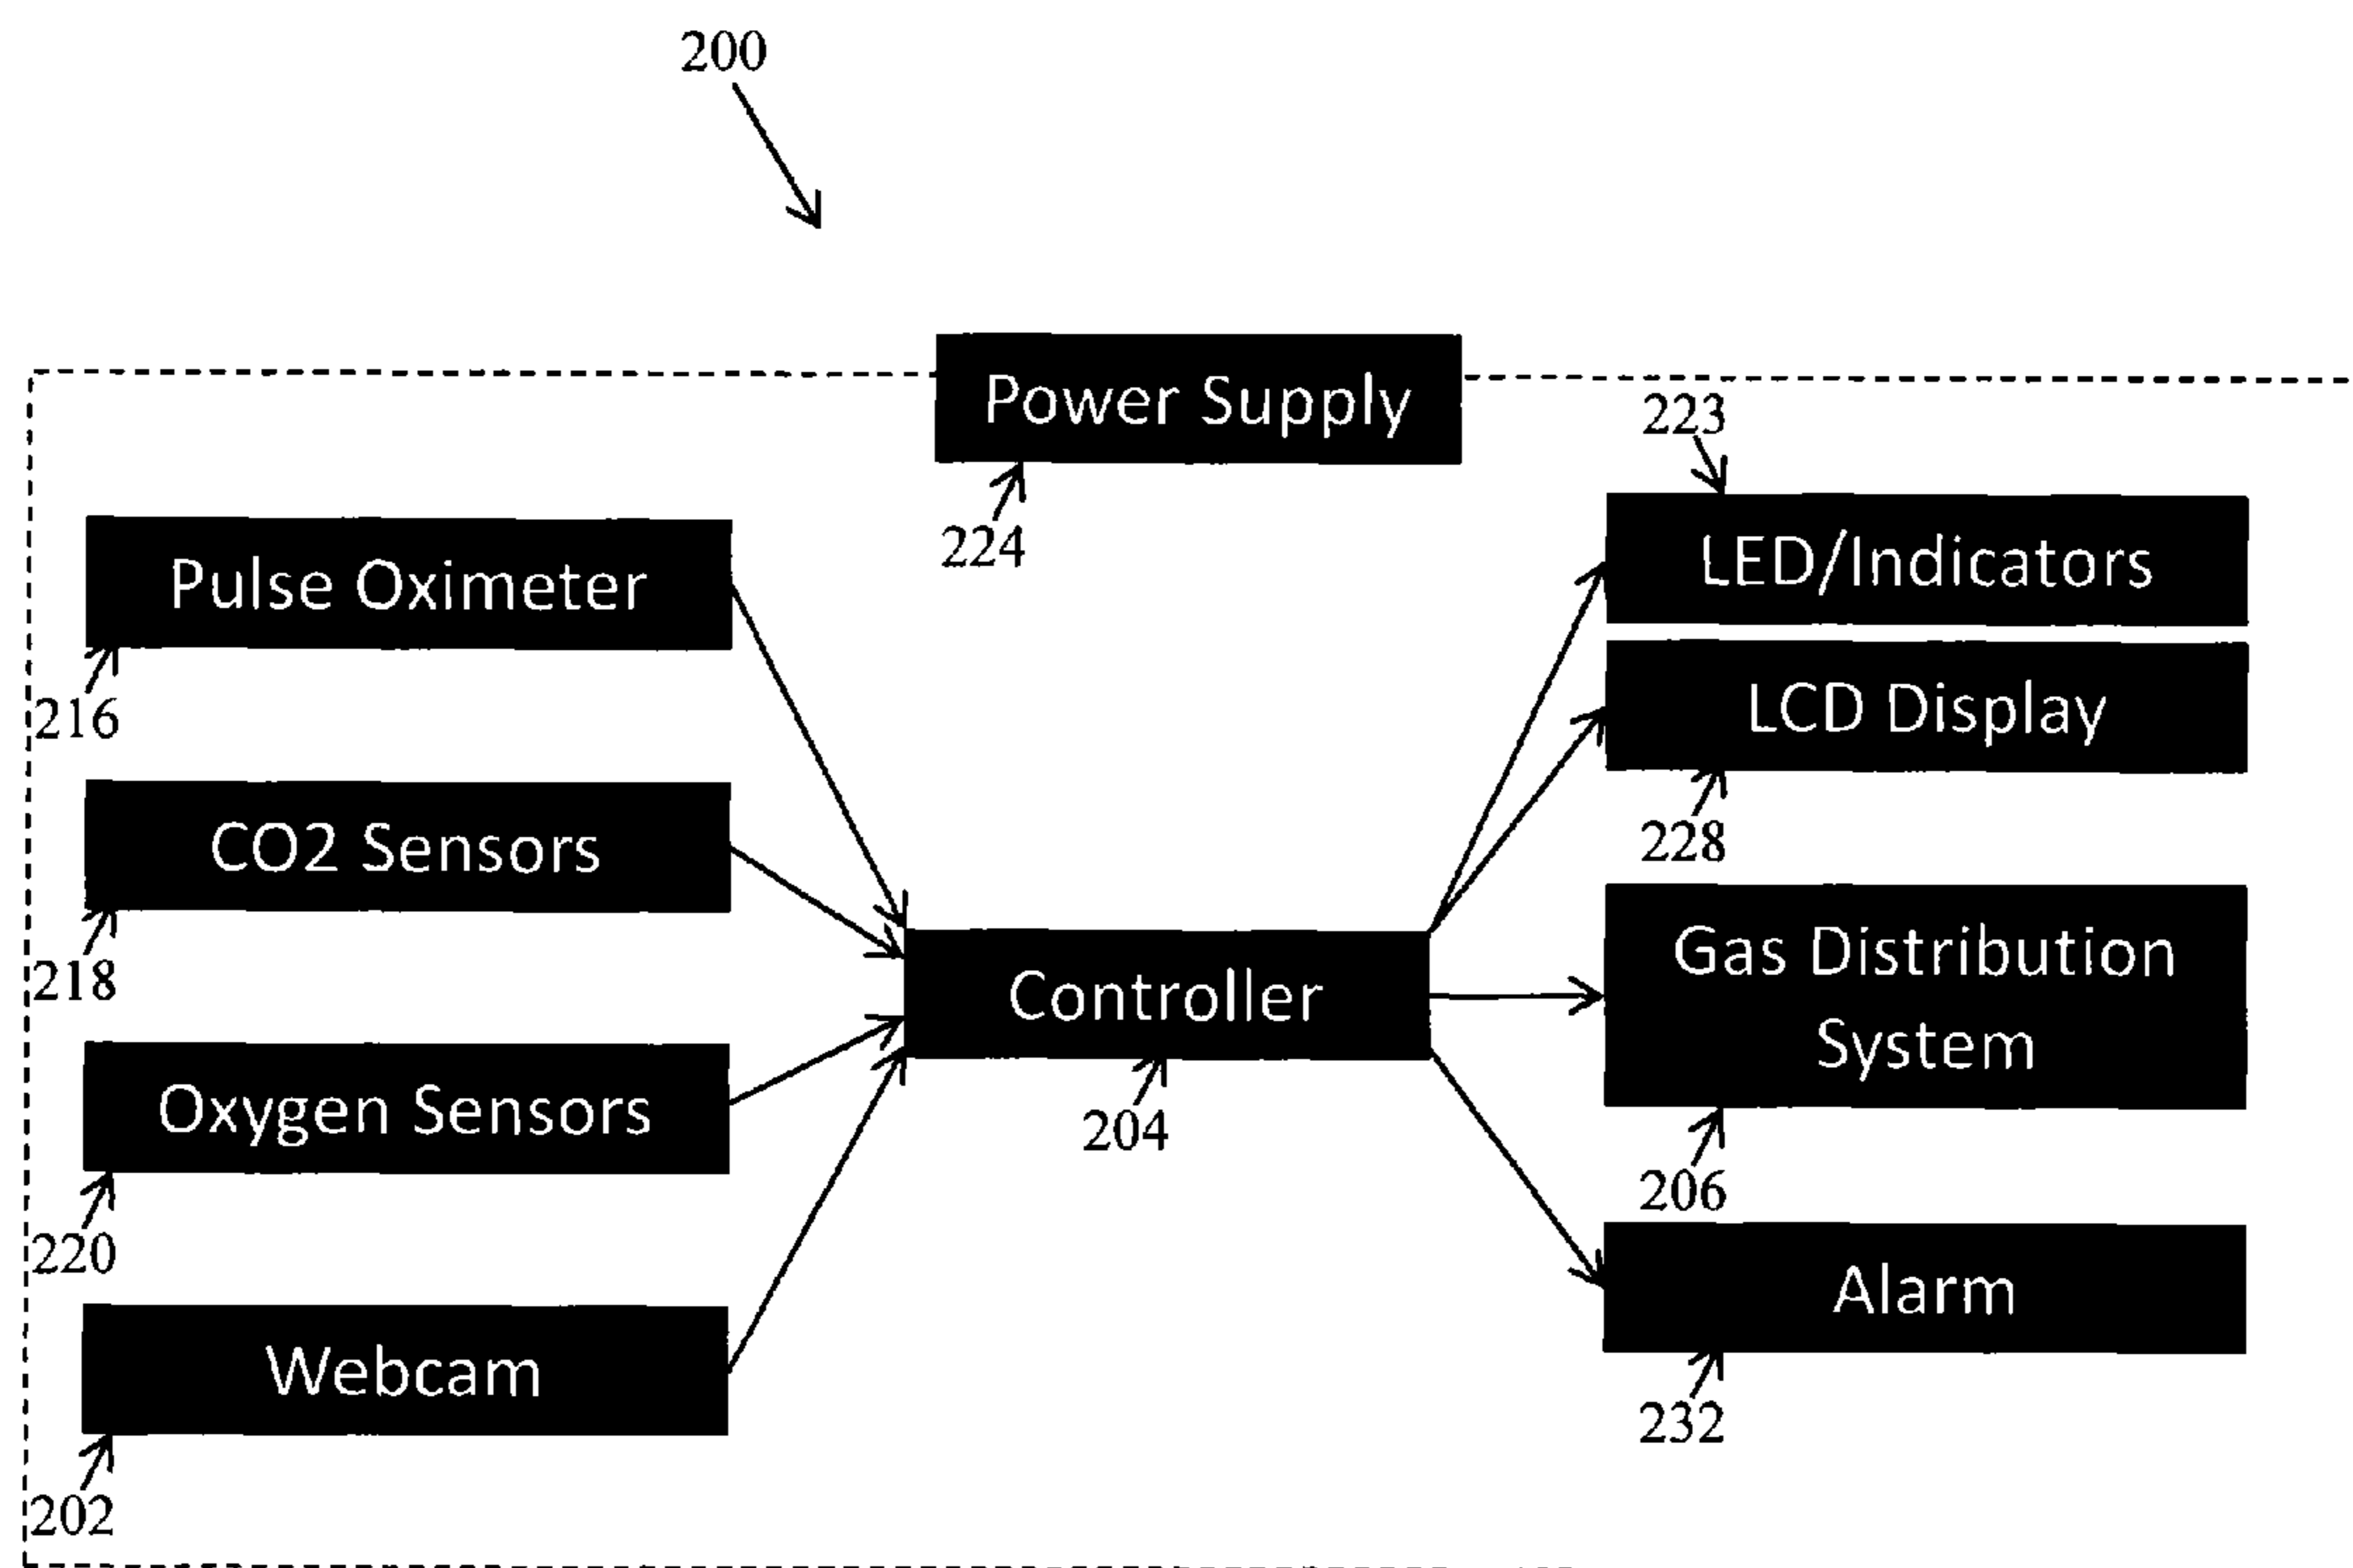 200
Power Supply
224
223
LED/Indicators
Pulse Oximeter
216
LCD Display
228
CO2 Sensors
218
Gas Distribution
System
206
Controller
204
Oxygen Sensors
220
Alarm
232
Webcam
202